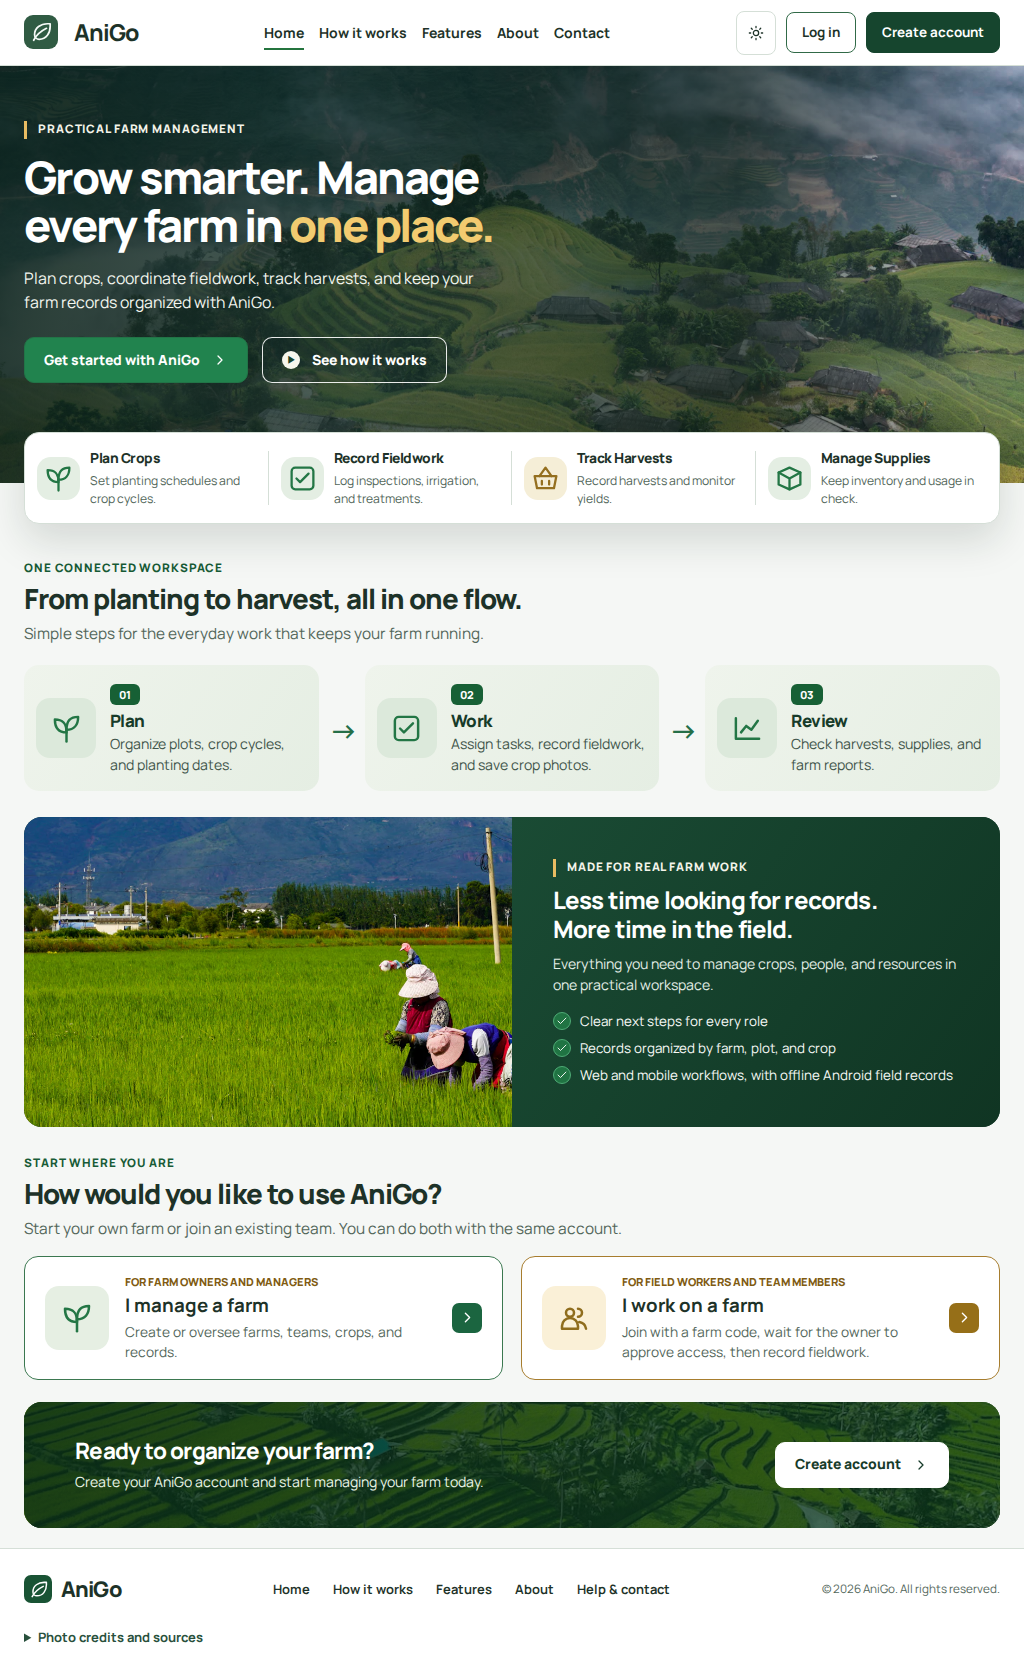 AniGo
Home How it works Features About Contact
Log in
Create account
PRACTICAL FARM MANAGEMENT
Grow smarter. Manage
every farm in one place.
Plan crops, coordinate fieldwork, track harvests, and keep your
farm records organized with AniGo.
Get started with AniGo
See how it works
Plan Crops
Set planting schedules and
crop cycles.
Record Fieldwork
Log inspections, irrigation,
and treatments.
Track Harvests
Record harvests and monitor
yields.
Manage Supplies
Keep inventory and usage in
check.
ONE CONNECTED WORKSPACE
From planting to harvest, all in one flow.
Simple steps for the everyday work that keeps your farm running.
01
Plan
Organize plots, crop cycles,
and planting dates.
02
Work
Assign tasks, record fieldwork,
and save crop photos.
03
Review
Check harvests, supplies, and
farm reports.
MADE FOR REAL FARM WORK
Less time looking for records.
More time in the field.
Everything you need to manage crops, people, and resources in
one practical workspace.
Clear next steps for every role
Records organized by farm, plot, and crop
Web and mobile workflows, with offline Android field records
START WHERE YOU ARE
How would you like to use AniGo?
Start your own farm or join an existing team. You can do both with the same account.
FOR FARM OWNERS AND MANAGERS
I manage a farm
Create or oversee farms, teams, crops, and
records.
FOR FIELD WORKERS AND TEAM MEMBERS
I work on a farm
Join with a farm code, wait for the owner to
approve access, then record fieldwork.
Ready to organize your farm?
Create your AniGo account and start managing your farm today.
Create account
AniGo
Home How it works Features About Help & contact
© 2026 AniGo. All rights reserved.
Photo credits and sources